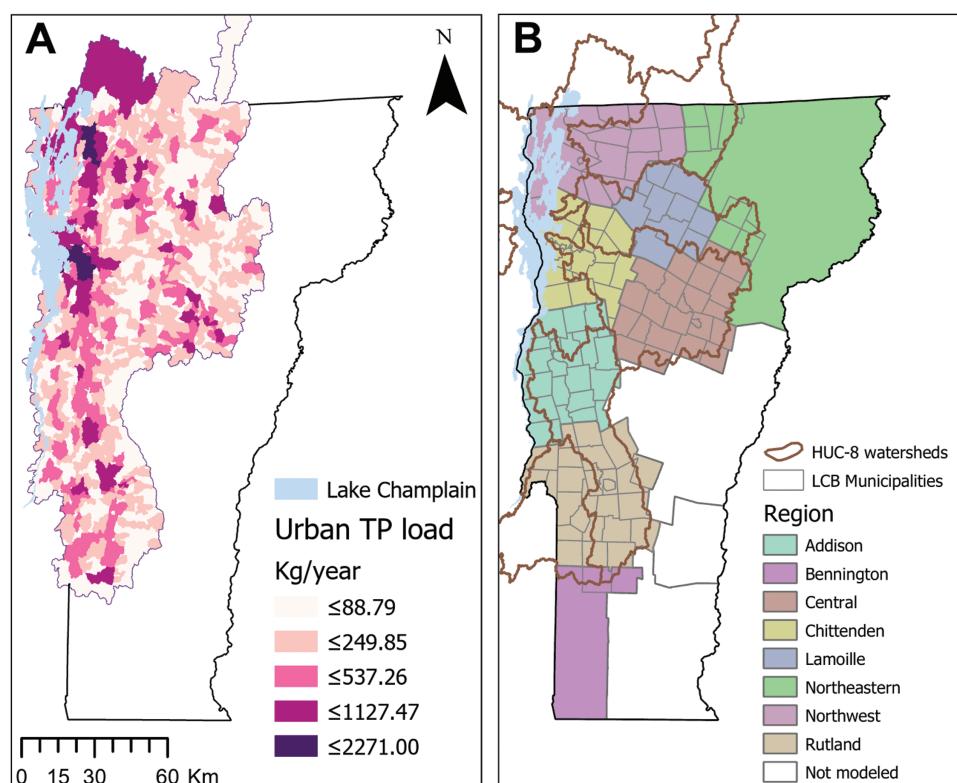 A
N
Lake Champlain
Urban TP load
Kg/year
≤88.79
≤249.85
≤537.26
≤1127.47
≤2271.00
0 15 30 60 Km
B
HUC-8 watersheds
LCB Municipalities
Region
Addison
Bennington
Central
Chittenden
Lamoille
Northeastern
Northwest
Rutland
Not modeled